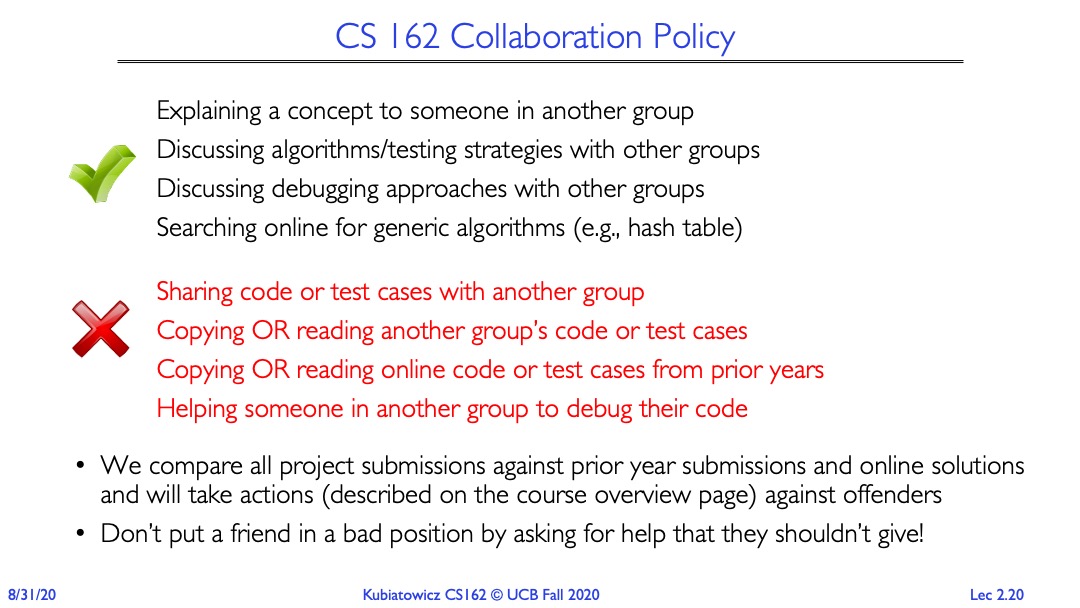 CS 162 Collaboration Policy
Explaining a concept to someone in another group
Discussing algorithms/testing strategies with other groups
Discussing debugging approaches with other groups
Searching online for generic algorithms (e.g., hash table)
Sharing code or test cases with another group
Copying OR reading another group’s code or test cases
Copying OR reading online code or test cases from prior years
Helping someone in another group to debug their code
• We compare all project submissions against prior year submissions and online solutions
and will take actions (described on the course overview page) against offenders
• Don’t put a friend in a bad position by asking for help that they shouldn’t give!
8/31/20
Kubiatowicz CS162 © UCB Fall 2020
Lec 2.20